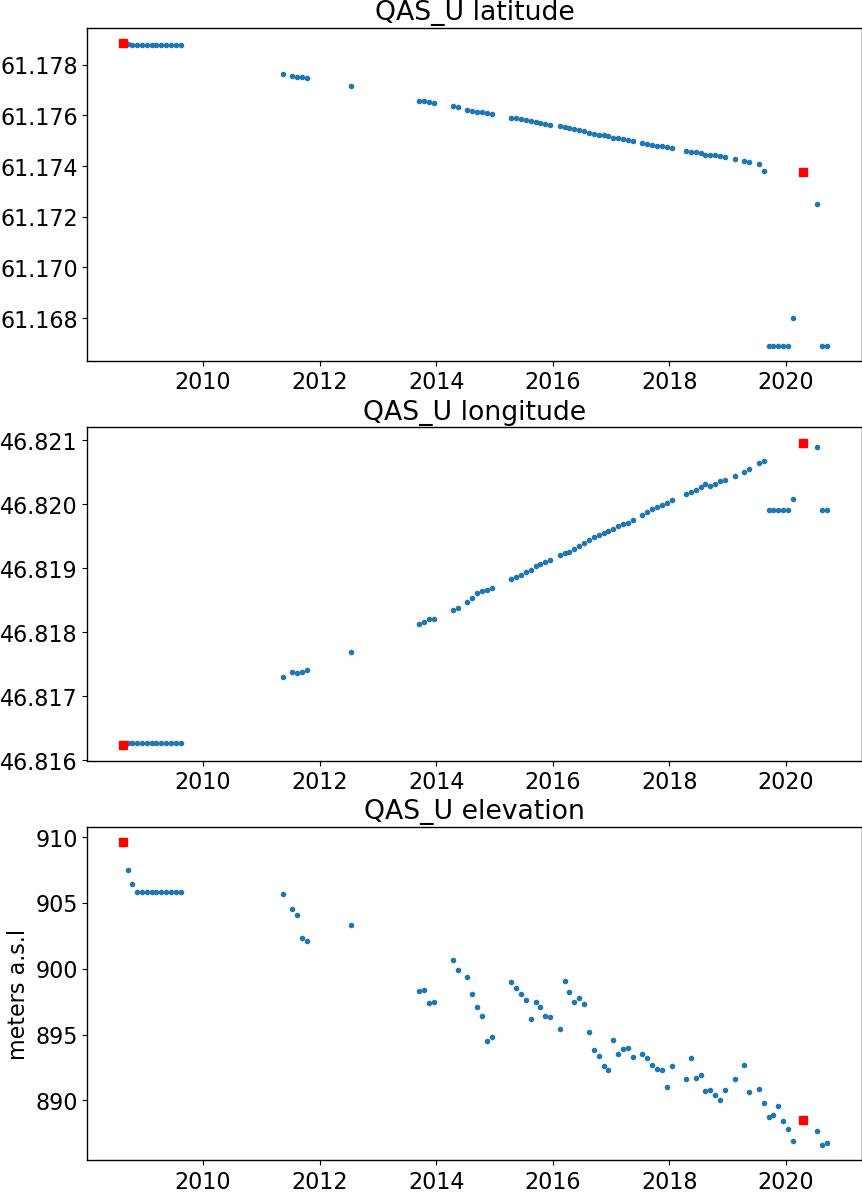 QAS_U latitude
61.178
61.176
61.174
61.172
61.170
61.168
2010 2012 2014 2016 2018 2020
QAS_U longitude
46.821
46.820
46.819
46.818
46.817
46.816
2010 2012 2014 2016 2018 2020
QAS_U elevation
meters a.s.l
910
905
900
895
890
2010 2012 2014 2016 2018 2020